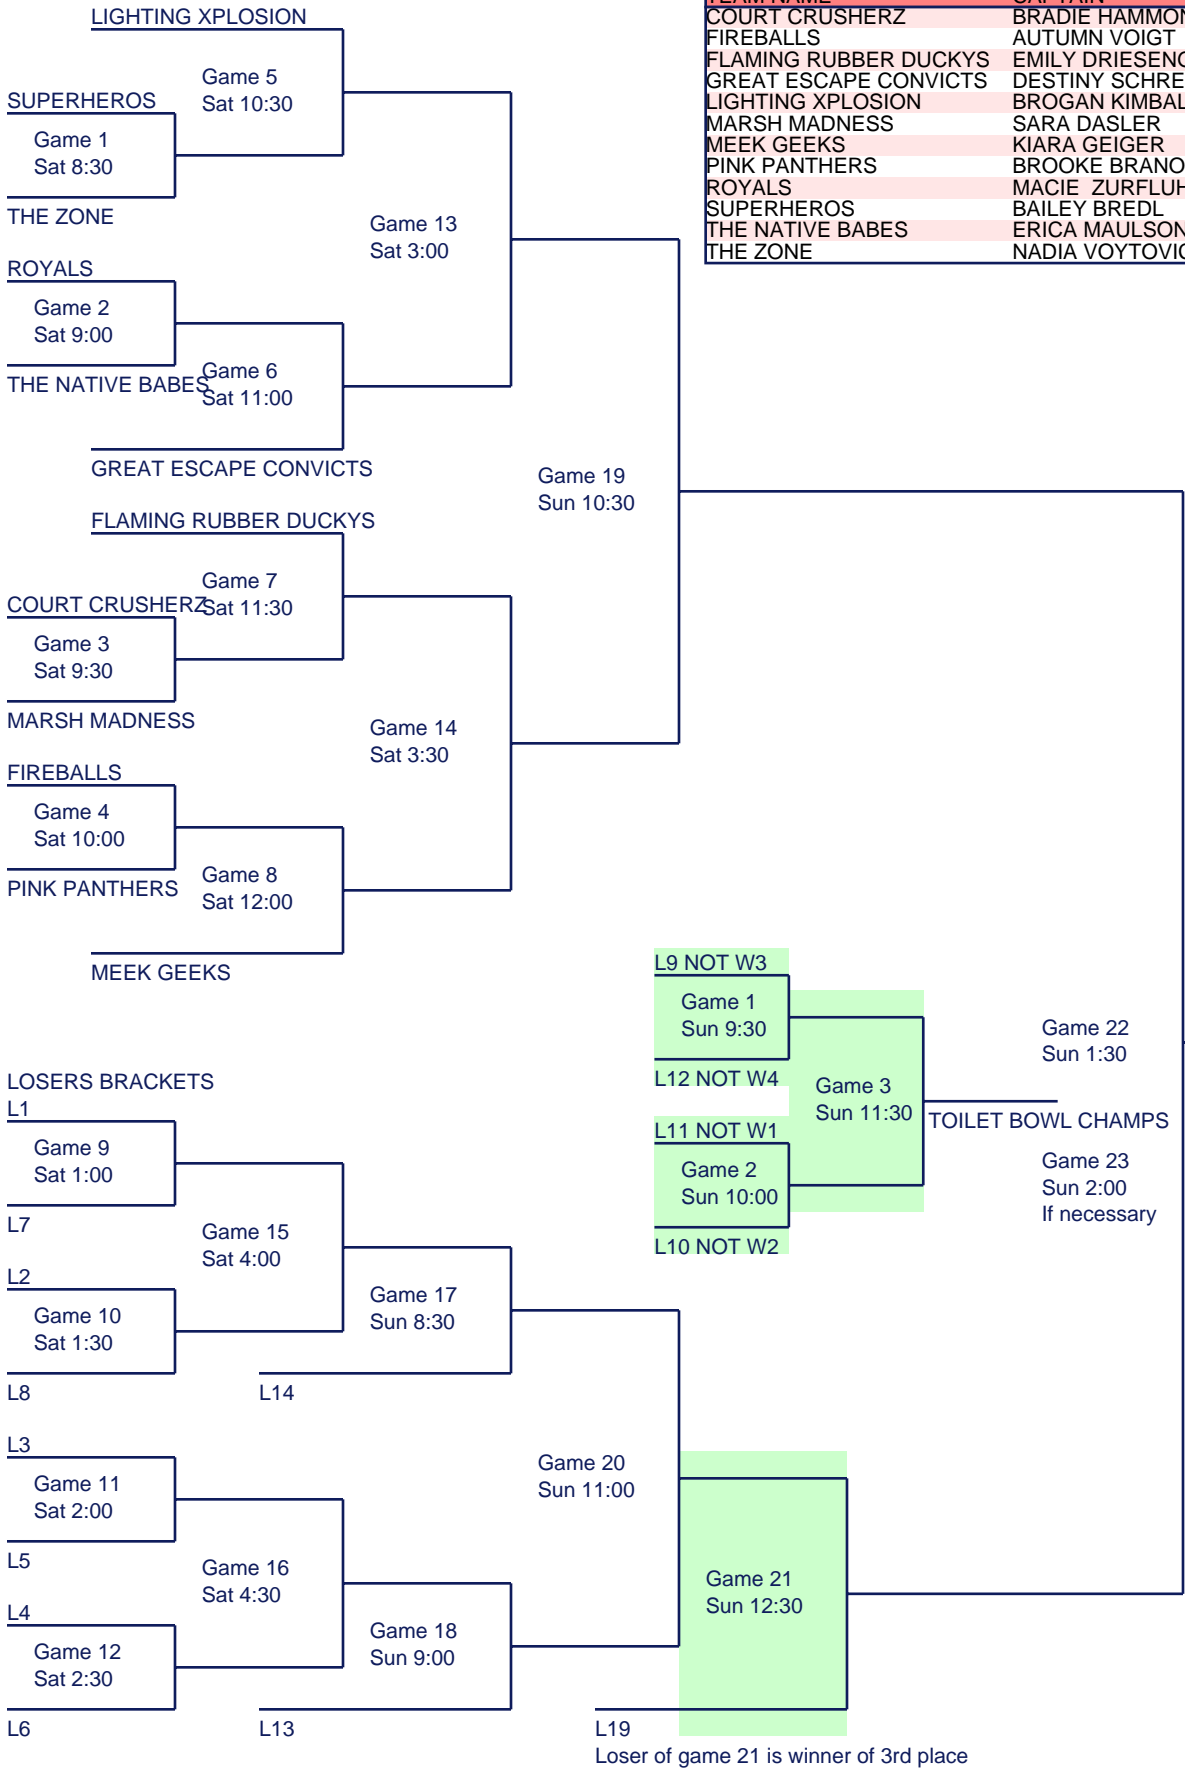 LIGHTING XPLOSION
Game 5
Sat 10:30
SUPERHEROS
Game 1
Sat 8:30
THE ZONE
Game 13
Sat 3:00
ROYALS
Game 2
Sat 9:00
THE NATIVE BABES
Game 6
Sat 11:00
GREAT ESCAPE CONVICTS
Game 19
Sun 10:30
FLAMING RUBBER DUCKYS
Game 7
Sat 11:30
COURT CRUSHERZ
Game 3
Sat 9:30
MARSH MADNESS
Game 14
Sat 3:30
FIREBALLS
Game 4
Sat 10:00
PINK PANTHERS
Game 8
Sat 12:00
MEEK GEEKS
TEAM NAME CAPTAIN
COURT CRUSHERZ BRADIE HAMMON
FIREBALLS AUTUMN VOIGT
FLAMING RUBBER DUCKYS EMILY DRIESEN
GREAT ESCAPE CONVICTS DESTINY SCHRE
LIGHTING XPLOSION BROGAN KIMBAL
MARSH MADNESS SARA DASLER
MEEK GEEKS KIARA GEIGER
PINK PANTHERS BROOKE BRANO
ROYALS MACIE ZURFLUH
SUPERHEROS BAILEY BREDL
THE NATIVE BABES ERICA MAULSON
THE ZONE NADIA VOYTOVI
L9 NOT W3
Game 1
Sun 9:30
L12 NOT W4
Game 3
Sun 11:30
L11 NOT W1
Game 2
Sun 10:00
L10 NOT W2
TOILET BOWL CHAMPS
Game 22
Sun 1:30
Game 23
Sun 2:00
If necessary
LOSERS BRACKETS
L1
Game 9
Sat 1:00
L7
Game 15
Sat 4:00
L2
Game 10
Sat 1:30
L8
Game 17
Sun 8:30
L14
L3
Game 11
Sat 2:00
L5
Game 16
Sat 4:30
L4
Game 12
Sat 2:30
L6
Game 18
Sun 9:00
L13
Game 20
Sun 11:00
Game 21
Sun 12:30
L19
Loser of game 21 is winner of 3rd place